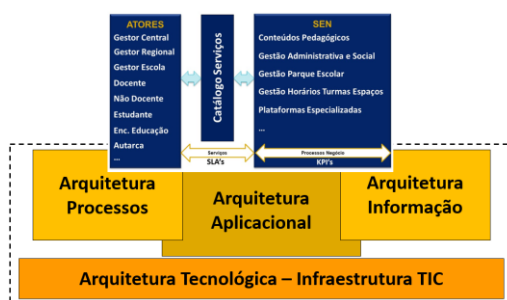 ATORES
Gestor Central
Gestor Regional
Gestor Escola
Docente
Não Docente
Estudante
Enc. Educação
Autarca
...
Catálogo Serviços
SEN
Conteúdos Pedagógicos
Gestão Administrativa e Social
Gestão Parque Escolar
Gestão Horários Turmas Espaços
Plataformas Especializadas
...
Serviços
SLA's
Processos Negócio
KPI's
Arquitetura
Processos
Arquitetura
Aplicacional
Arquitetura
Informação
Arquitetura Tecnológica – Infraestrutura TIC